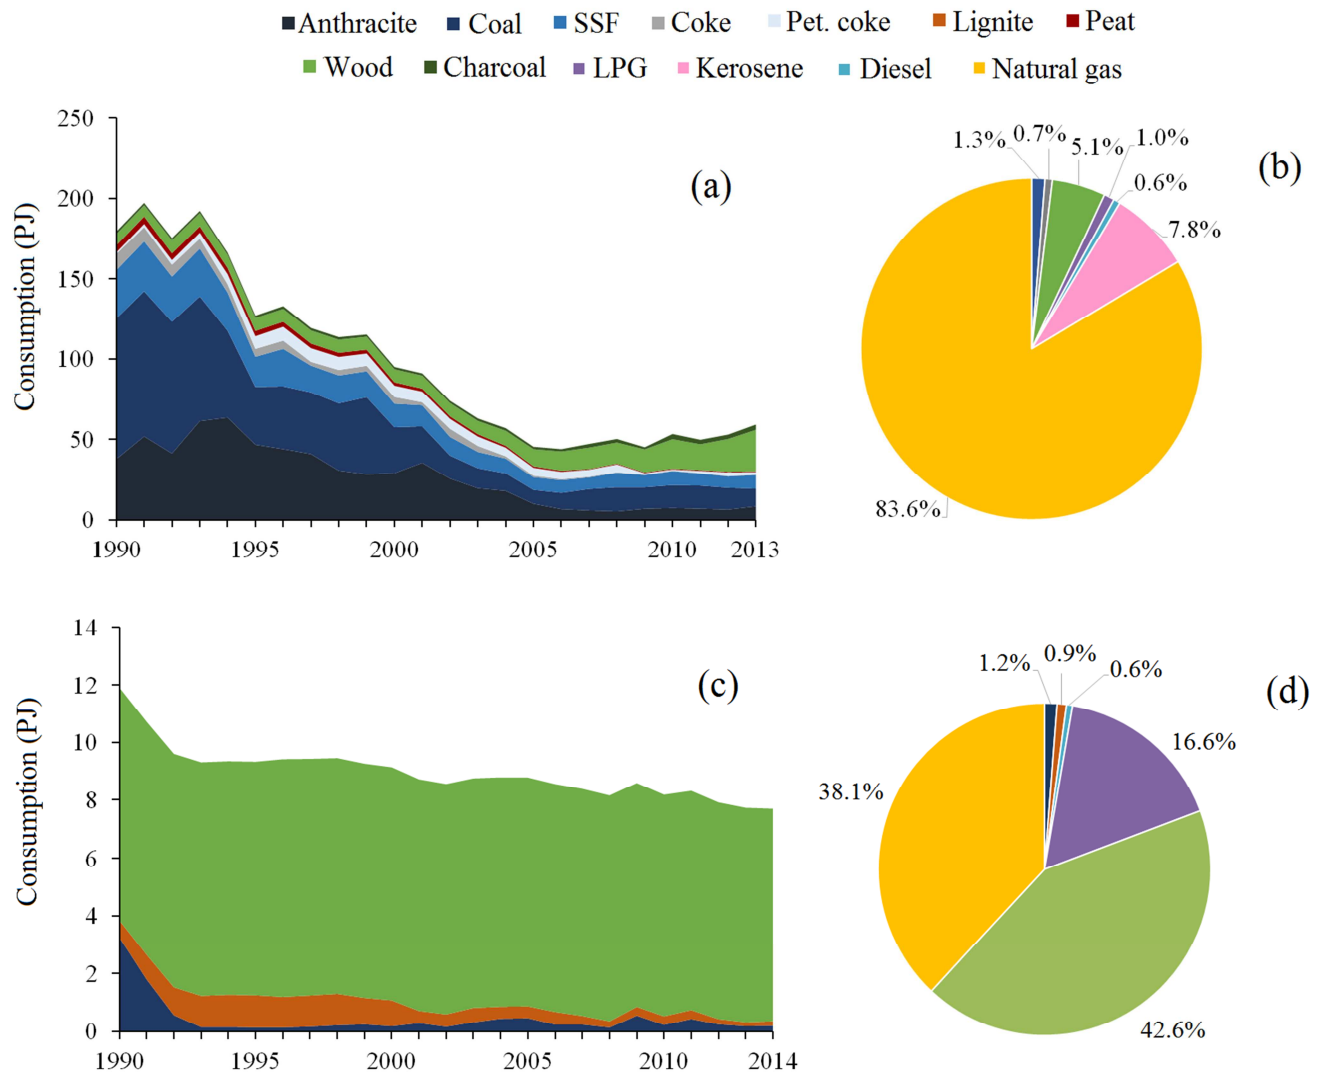 Anthracite Coal SSF Coke Pet. coke Lignite Peat
Wood Charcoal LPG Kerosene Diesel Natural gas
Consumption (PJ)
250
200
150
100
50
0
1990 1995 2000 2005 2010 2013
(a)
(b)
1.3% 0.7% 5.1% 1.0%
0.6%
7.8%
83.6%
Consumption (PJ)
14
12
10
8
6
4
2
0
1990 1995 2000 2005 2010 2014
(c)
(d)
1.2% 0.9% 0.6%
16.6%
38.1%
42.6%